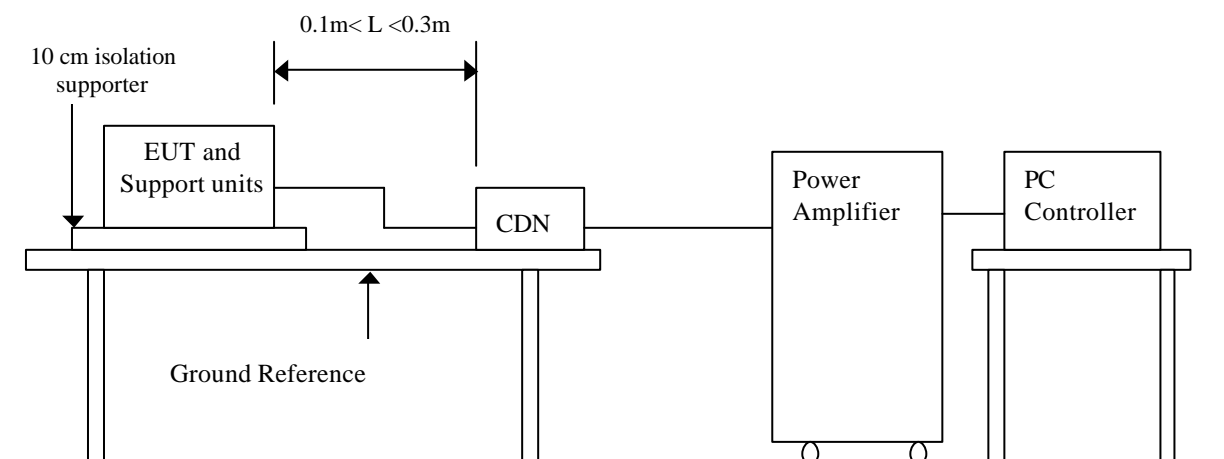 0.1m< L <0.3m
10 cm isolation
supporter
EUT and
Support units
CDN
Power
Amplifier
PC
Controller
Ground Reference